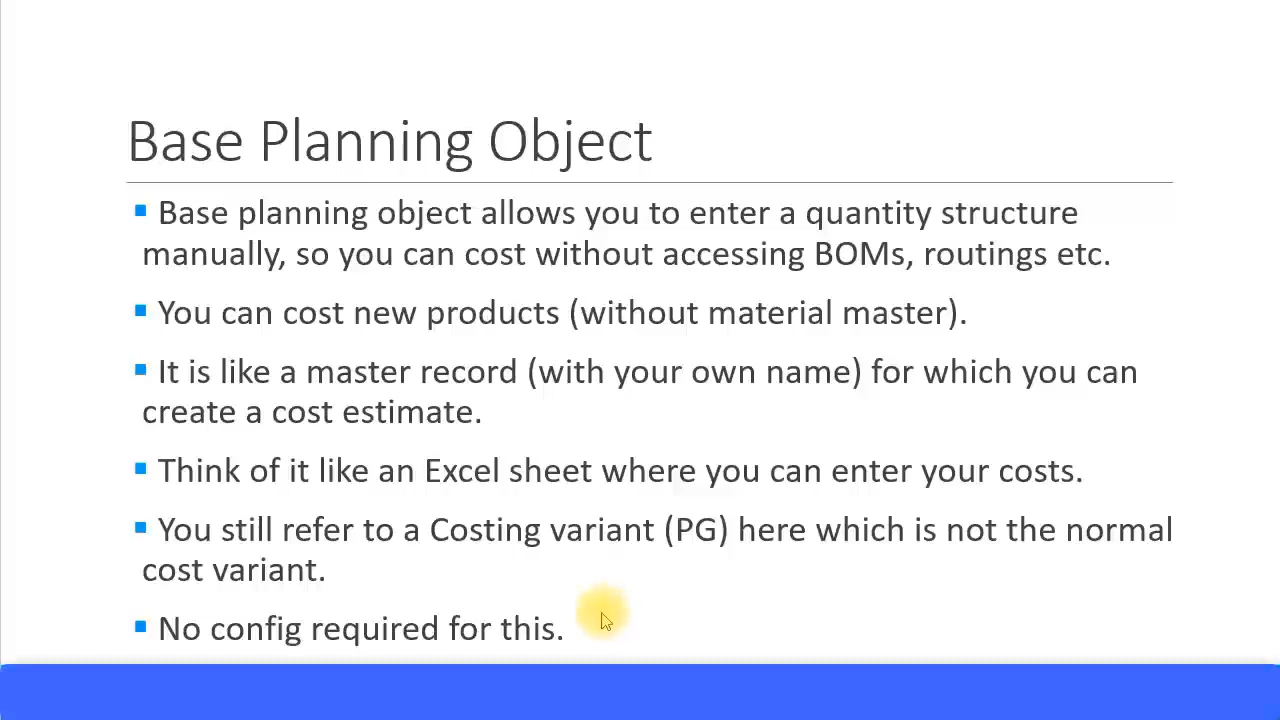 Base Planning Object
▪ Base planning object allows you to enter a quantity structure
manually, so you can cost without accessing BOMs, routings etc.
▪ You can cost new products (without material master).
▪ It is like a master record (with your own name) for which you can
create a cost estimate.
▪ Think of it like an Excel sheet where you can enter your costs.
▪ You still refer to a Costing variant (PG) here which is not the normal
cost variant.
▪ No config required for this.